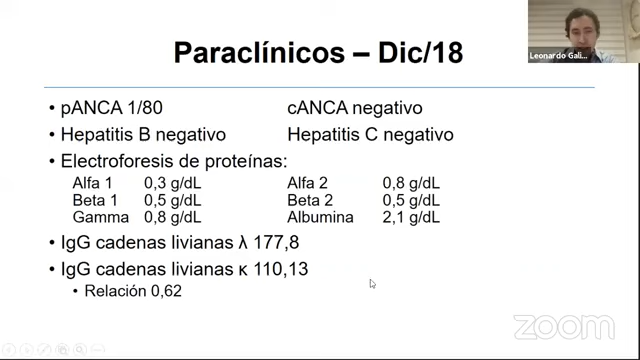 Leonardo Gali...
Paraclínicos – Dic/18
• pANCA 1/80 cANCA negativo
• Hepatitis B negativo Hepatitis C negativo
• Electroforesis de proteínas:
Alfa 1 0,3 g/dL Alfa 2 0,8 g/dL
Beta 1 0,5 g/dL Beta 2 0,5 g/dL
Gamma 0,8 g/dL Albumina 2,1 g/dL
• IgG cadenas livianas λ 177,8
• IgG cadenas livianas κ 110,13
• Relación 0,62
zoom